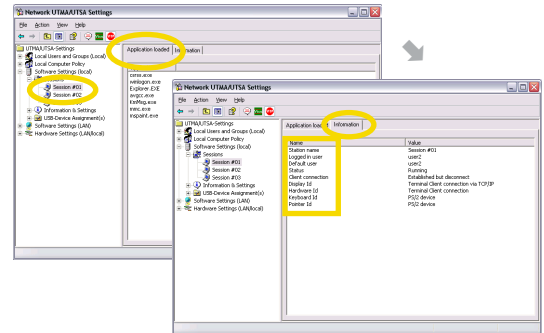 Network UTMA/UTSA Settings
File Action View Help
UTMA/UTSA-Settings
Local Users and Groups (Local)
Local Computer Policy
Software Settings (local)
Sessions
Session #01
Session #02
Information & Settings
USB-Device Assignment(s)
Software Settings (LAN)
Hardware Settings (LAN/local)
Application loaded Information
csrss.exe
winlogon.exe
Explorer.EXE
avgcc.exe
KinMsg.exe
mmc.exe
mspaint.exe
Network UTMA/UTSA Settings
File Action View Help
UTMA/UTSA-Settings
Local Users and Groups (Local)
Local Computer Policy
Software Settings (local)
Sessions
Session #01
Session #02
Session #03
Information & Settings
USB-Device Assignment(s)
Software Settings (LAN)
Hardware Settings (LAN/local)
Information
Name Value
Station name Session #01
Logged in user user2
Default user user2
Status Running
Client connection Established but disconnect
Display Id Terminal Client connection via TCP/IP
Hardware Id Terminal Client connection
Keyboard Id PS/2 device
Pointer Id PS/2 device